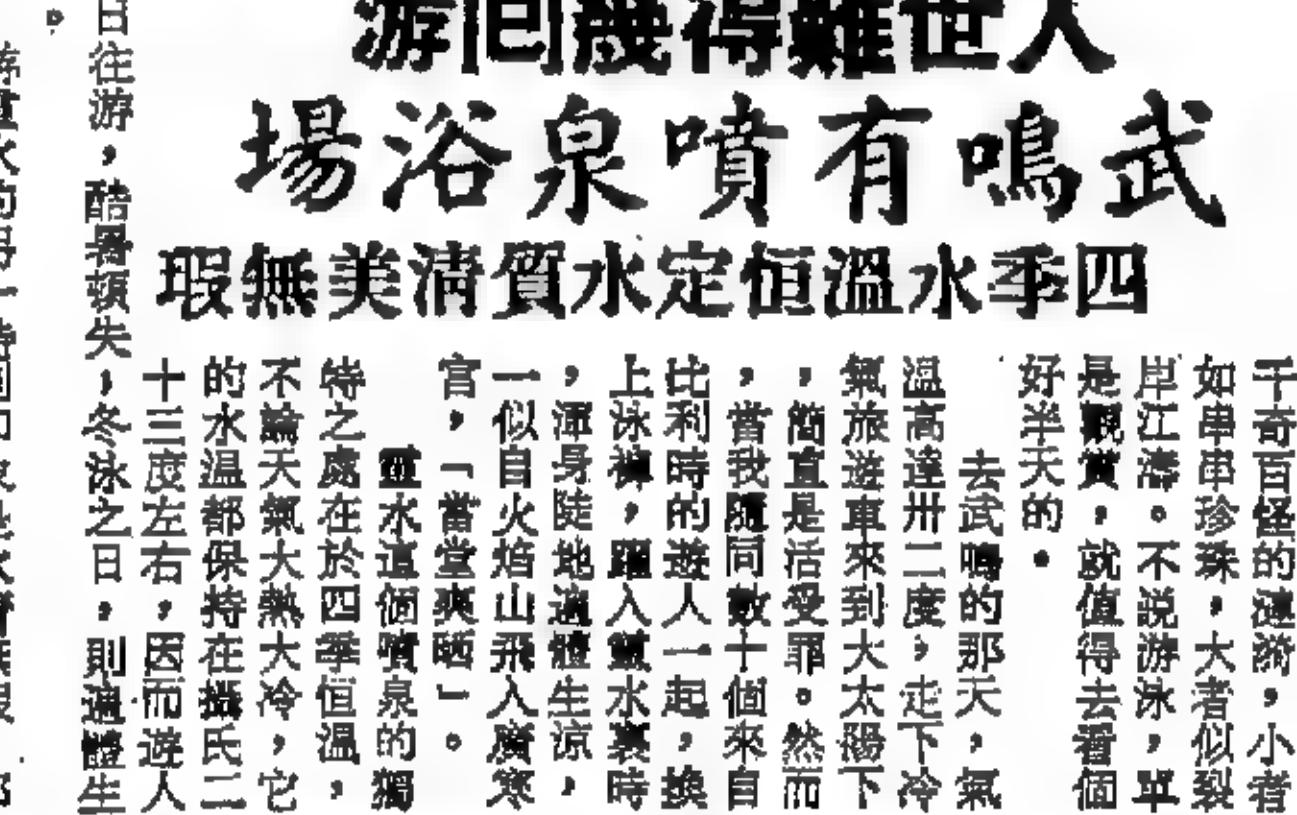 人世難得幾回游
武鳴有噴泉浴場
四季水溫恒定水質清美無瑕
千奇百怪的漣漪，小者
如串串珍珠，大者似裂
岸江濤。不說游泳，單
是觀賞，就值得去看個
好半天的。
去武鳴的那天，氣
溫高達卅二度，走下冷
氣旅遊車來到大太陽下
，簡直是活受罪。然而
，當我隨同數十個來自
比利時的遊人一起，換
上泳褲，躍入靈水裏時
，渾身陡地遍體生涼，
一似自火焰山飛入廣寒
宮，「當堂爽晒」。
靈水這個噴泉的獨
特之處在於四季恒溫，
不論天氣大熱大冷，它
的水溫都保持在攝氏二
十三度左右，因而遊人
日往游，酷暑頓失，冬泳之日，則遍體生